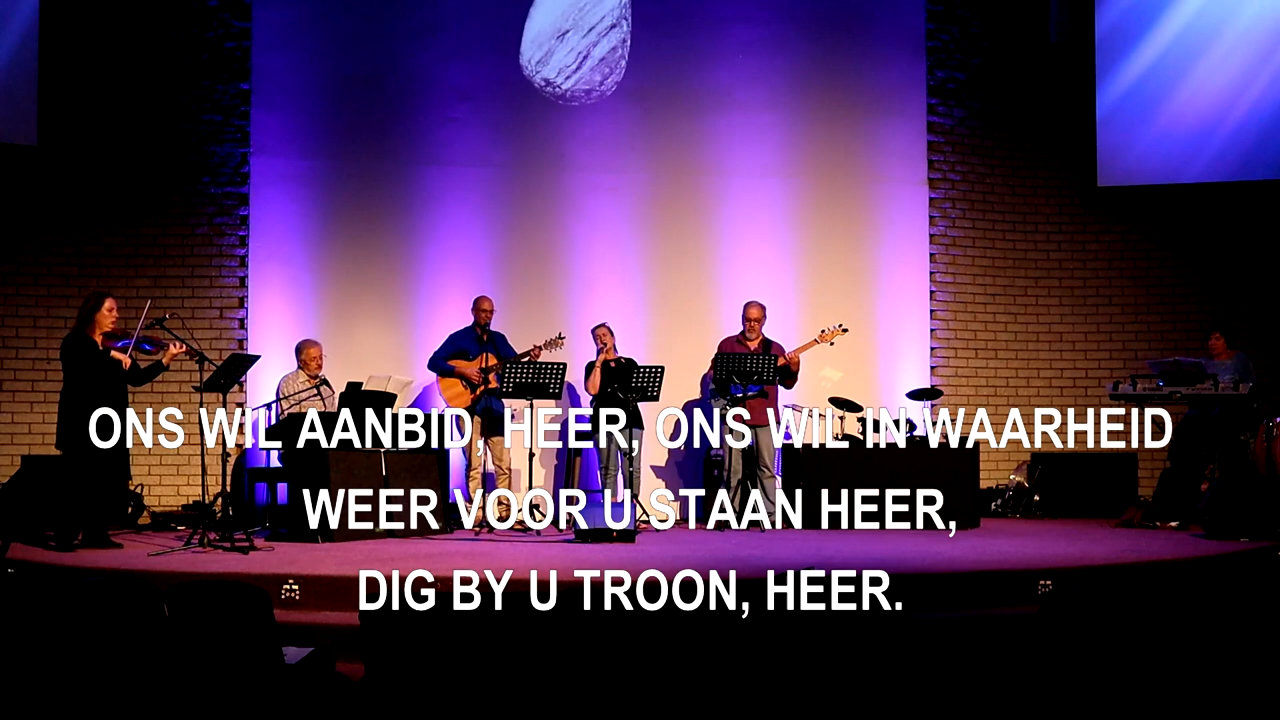 ONS WIL AANBID, HEER, ONS WIL IN WAARHEID
WEER VOOR U STAAN HEER,
DIG BY U TROON, HEER.